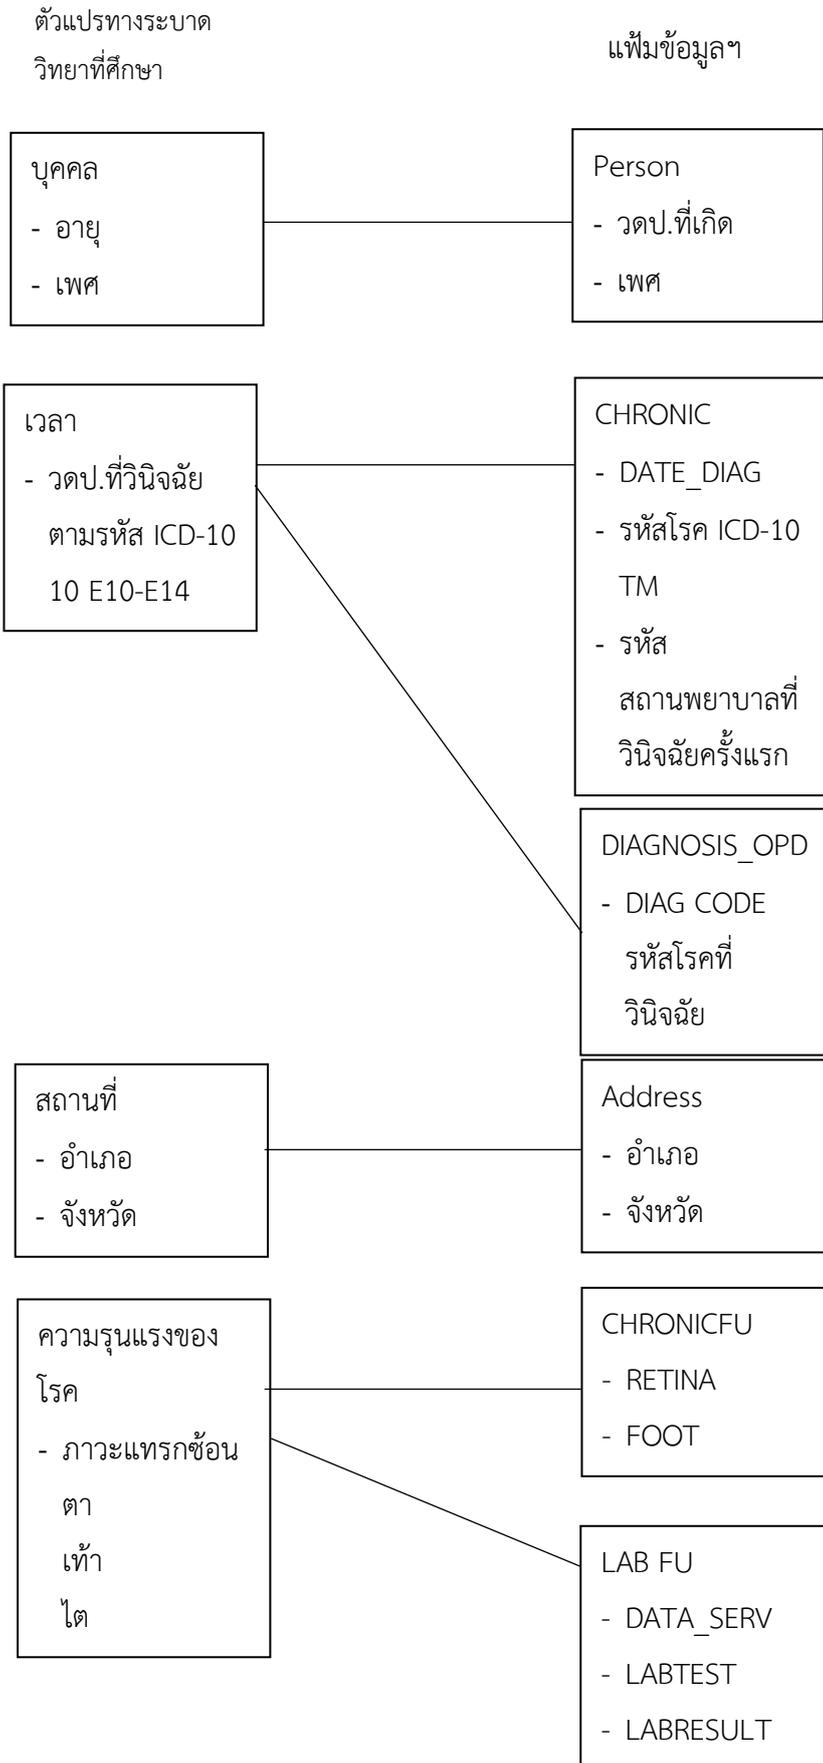 ตัวแปรทางระบาด
วิทยาที่ศึกษา
แฟ้มข้อมูลฯ
บุคคล
- อายุ
- เพศ
Person
- วดป.ที่เกิด
- เพศ
เวลา
- วดป.ที่วินิจฉัย
ตามรหัส ICD-10
10 E10-E14
CHRONIC
- DATE_DIAG
- รหัสโรค ICD-10
TM
- รหัส
สถานพยาบาลที่
วินิจฉัยครั้งแรก
DIAGNOSIS_OPD
- DIAG CODE
รหัสโรคที่
วินิจฉัย
สถานที่
- อำเภอ
- จังหวัด
Address
- อำเภอ
- จังหวัด
ความรุนแรงของ
โรค
- ภาวะแทรกซ้อน
ตา
เท้า
ไต
CHRONICFU
- RETINA
- FOOT
LAB FU
- DATA_SERV
- LABTEST
- LABRESULT